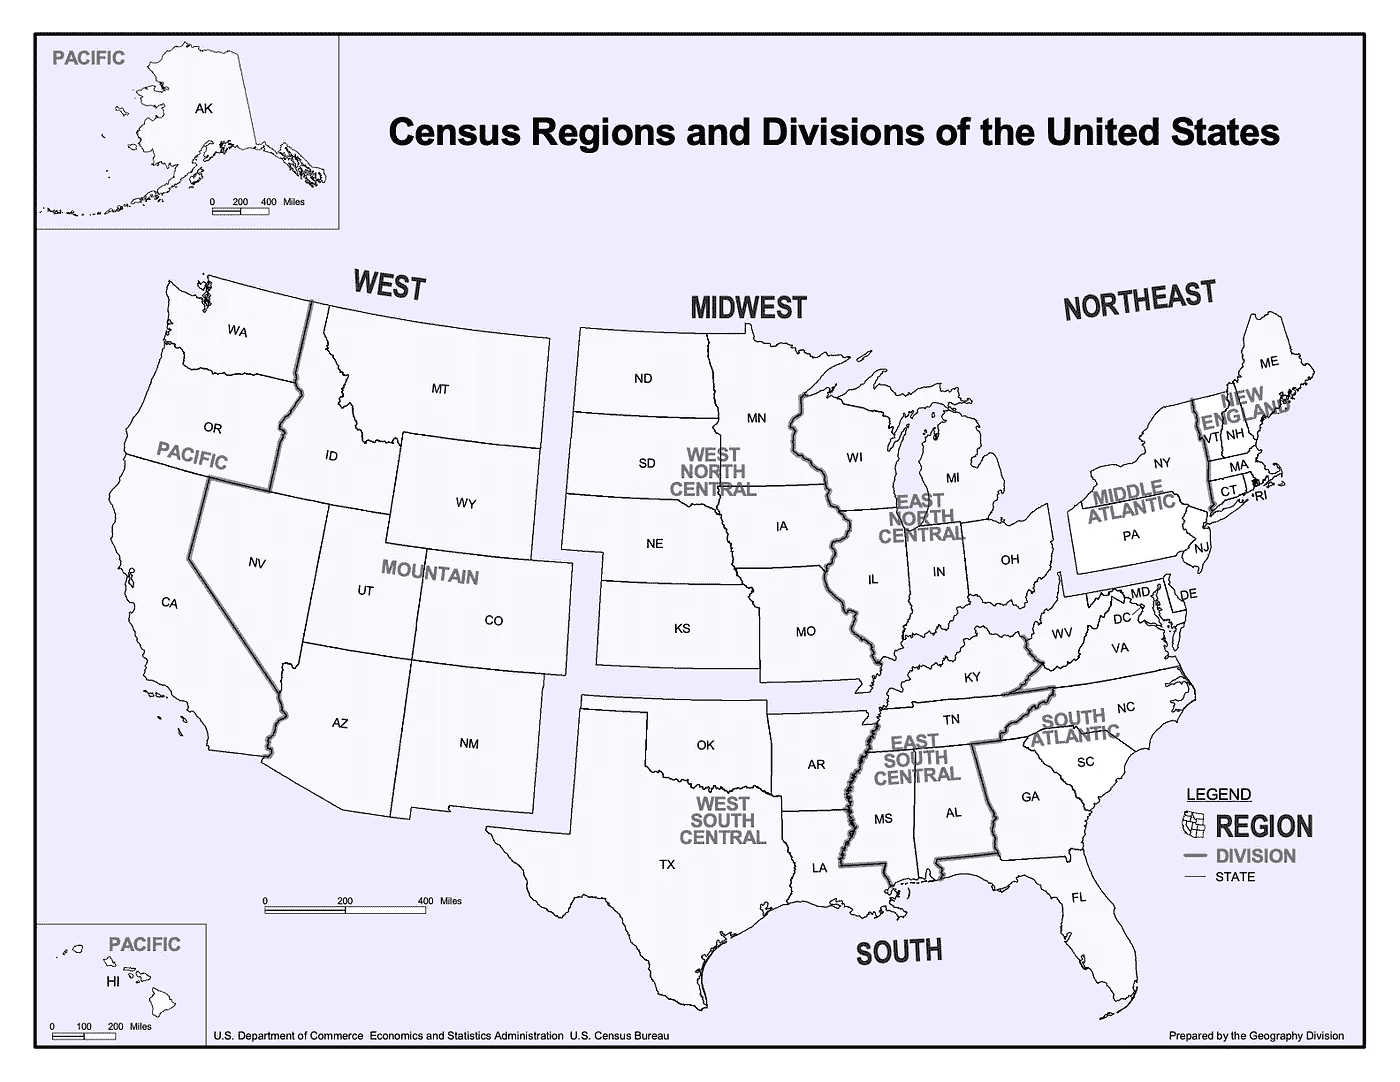 PACIFIC
AK
0 200 400 Miles
Census Regions and Divisions of the United States
WEST
MIDWEST
NORTHEAST
WA
MT
OR
ID
PACIFIC
WY
NV
MOUNTAIN
UT
CO
CA
AZ
NM
ND
MN
SD
WEST
NORTH
CENTRAL
IA
NE
KS
MO
WI
MI
EAST
NORTH
CENTRAL
IL
IN
OH
ME
NEW
ENGLAND
VT
NH
MA
CT
RI
NY
MIDDLE
ATLANTIC
PA
NJ
MD
DE
DC
WV
VA
KY
NC
TN
SOUTH
ATLANTIC
SC
EAST
SOUTH
CENTRAL
MS
AL
GA
FL
OK
AR
WEST
SOUTH
CENTRAL
TX
LA
SOUTH
LEGEND
REGION
DIVISION
STATE
0 200 400 Miles
PACIFIC
HI
0 100 200 Miles
U.S. Department of Commerce Economics and Statistics Administration U.S. Census Bureau
Prepared by the Geography Division